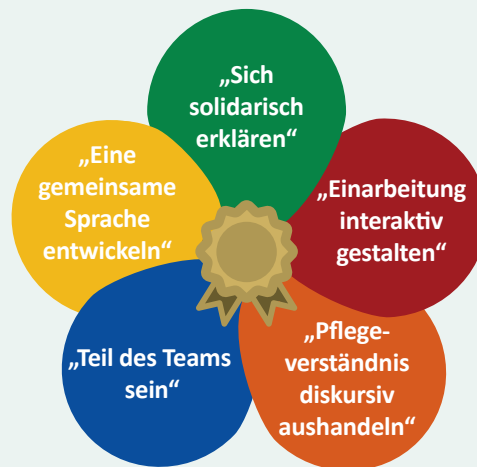 „Sich
solidarisch
erklären“
„Einarbeitung
interaktiv
gestalten“
„Pflege-
verständnis
diskursiv
aushandeln“
„Teil des Teams
sein“
„Eine
gemeinsame
Sprache
entwickeln“